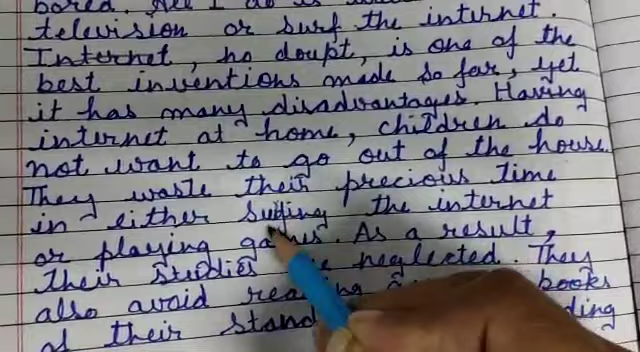 bored. All I do is
television or surf the internet.
Internet, no doubt, is one of the
best inventions made so far, yet
it has many disadvantages. Having
internet at home, children do
not want to go out of the house.
They waste their precious time
in either surfing the internet
or playing games. As a result,
their studies neglected. They
also avoid reading books
of their stand ding